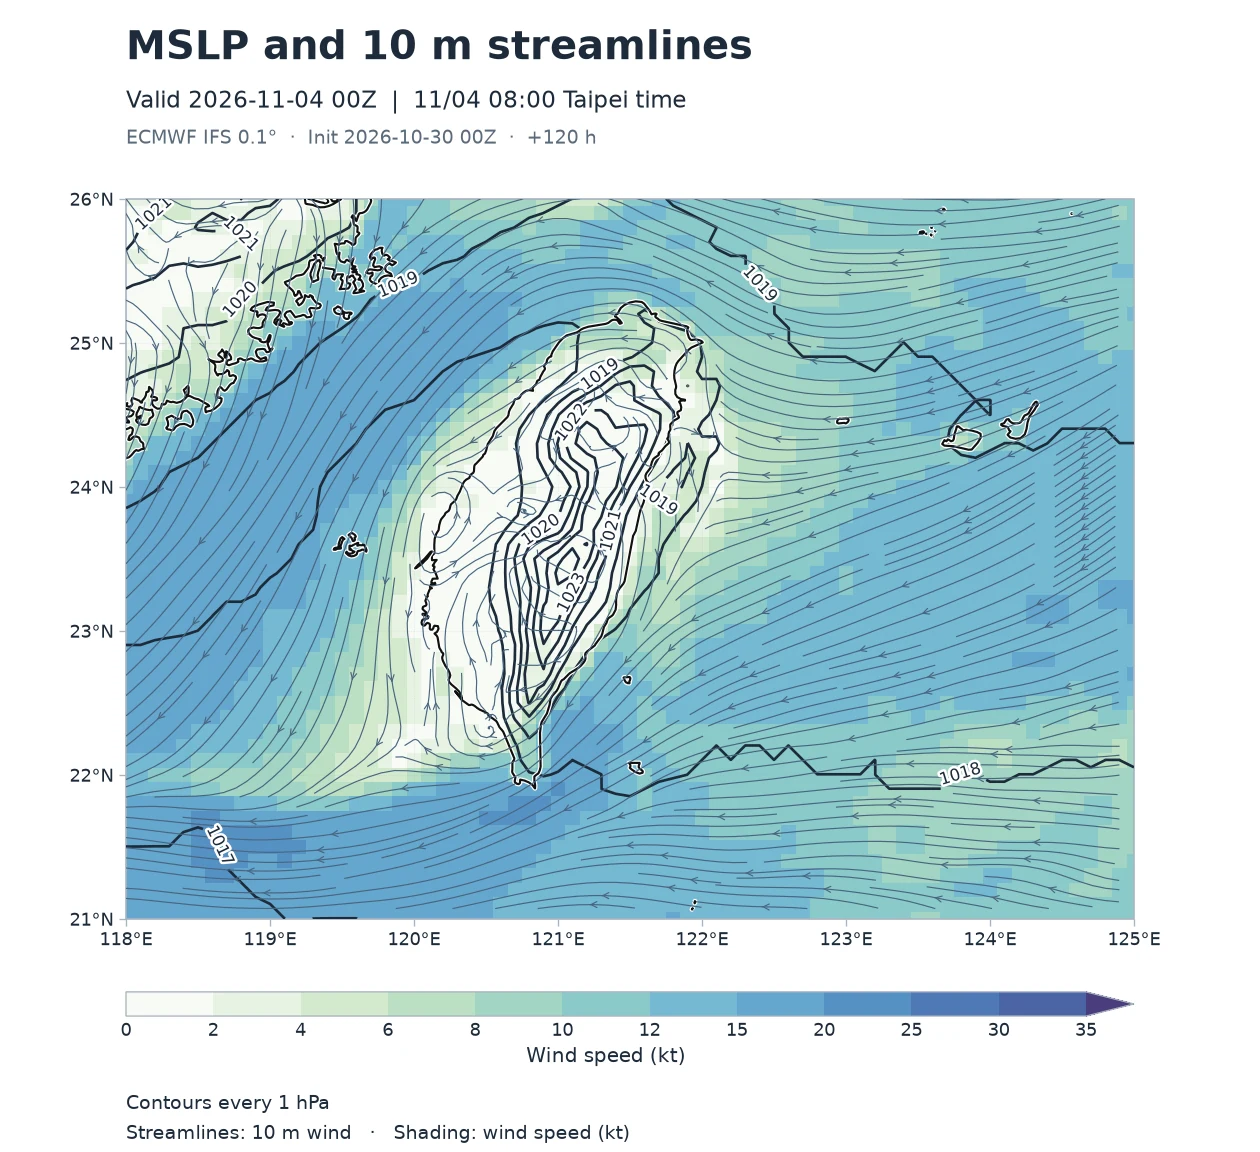 MSLP and 10 m streamlines
Valid 2026-11-04 00Z | 11/04 08:00 Taipei time
ECMWF IFS 0.1° · Init 2026-10-30 00Z · +120 h
26°N
25°N
24°N
23°N
22°N
21°N
1021
1021
1020
1019
1019
1019
1022
1020
1021
1019
1023
1018
1017
118°E 119°E 120°E 121°E 122°E 123°E 124°E 125°E
0 2 4 6 8 10 12 15 20 25 30 35
Wind speed (kt)
Contours every 1 hPa
Streamlines: 10 m wind · Shading: wind speed (kt)